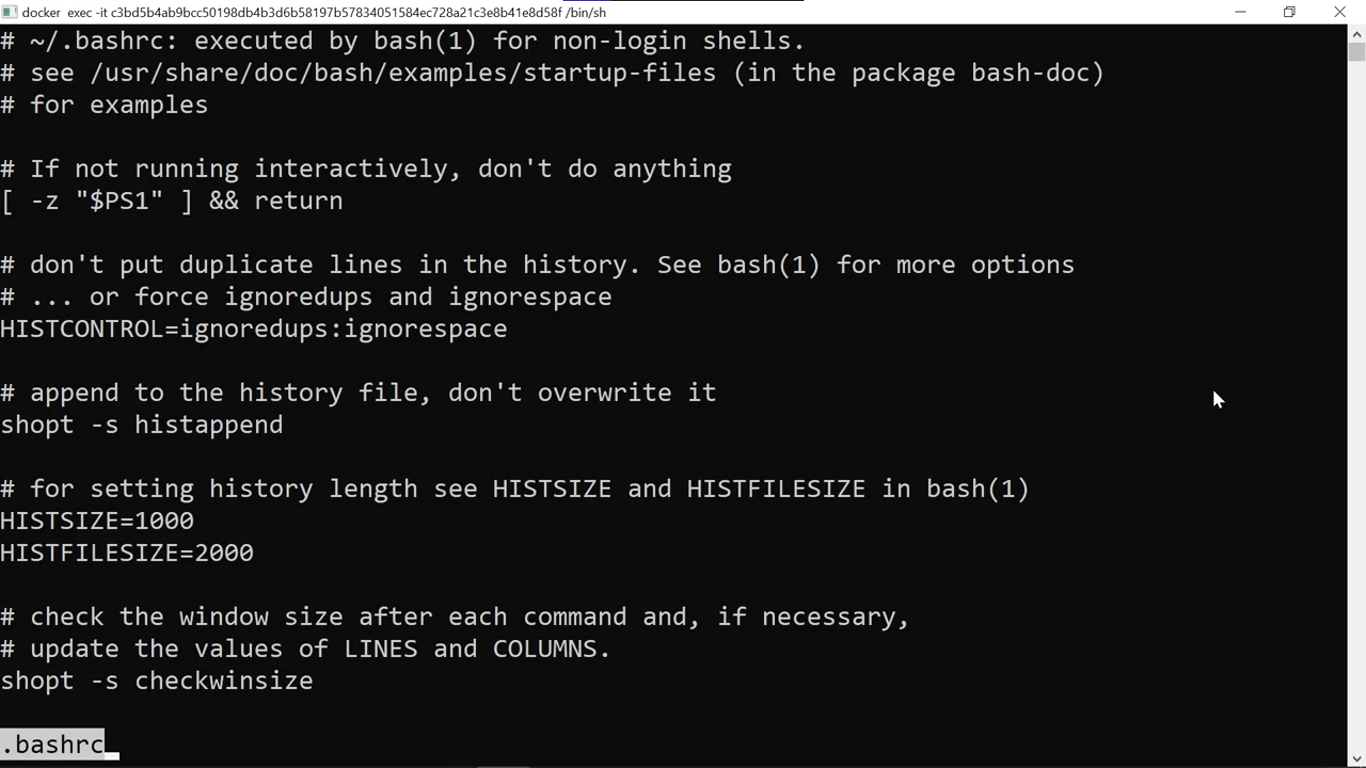 docker  exec -it c3bd5b4ab9bcc50198db4b3d6b58197b57834051584ec728a21c3e8b41e8d58f /bin/sh
# ~/.bashrc: executed by bash(1) for non-login shells.
# see /usr/share/doc/bash/examples/startup-files (in the package bash-doc)
# for examples

# If not running interactively, don't do anything
[ -z "$PS1" ] && return

# don't put duplicate lines in the history. See bash(1) for more options
# ... or force ignoredups and ignorespace
HISTCONTROL=ignoredups:ignorespace

# append to the history file, don't overwrite it
shopt -s histappend

# for setting history length see HISTSIZE and HISTFILESIZE in bash(1)
HISTSIZE=1000
HISTFILESIZE=2000

# check the window size after each command and, if necessary,
# update the values of LINES and COLUMNS.
shopt -s checkwinsize

.bashrc